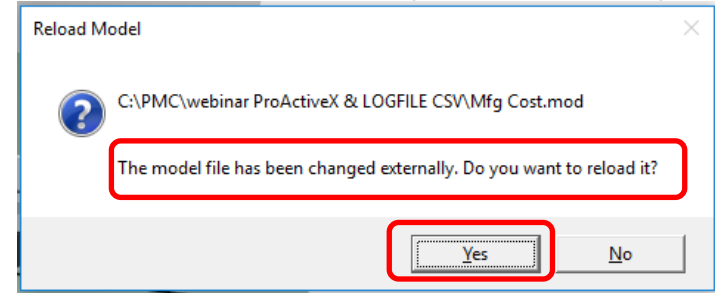 Reload Model
C:\PMC\webinar ProActiveX & LOGFILE CSV\Mfg Cost.mod
The model file has been changed externally. Do you want to reload it?
Yes
No